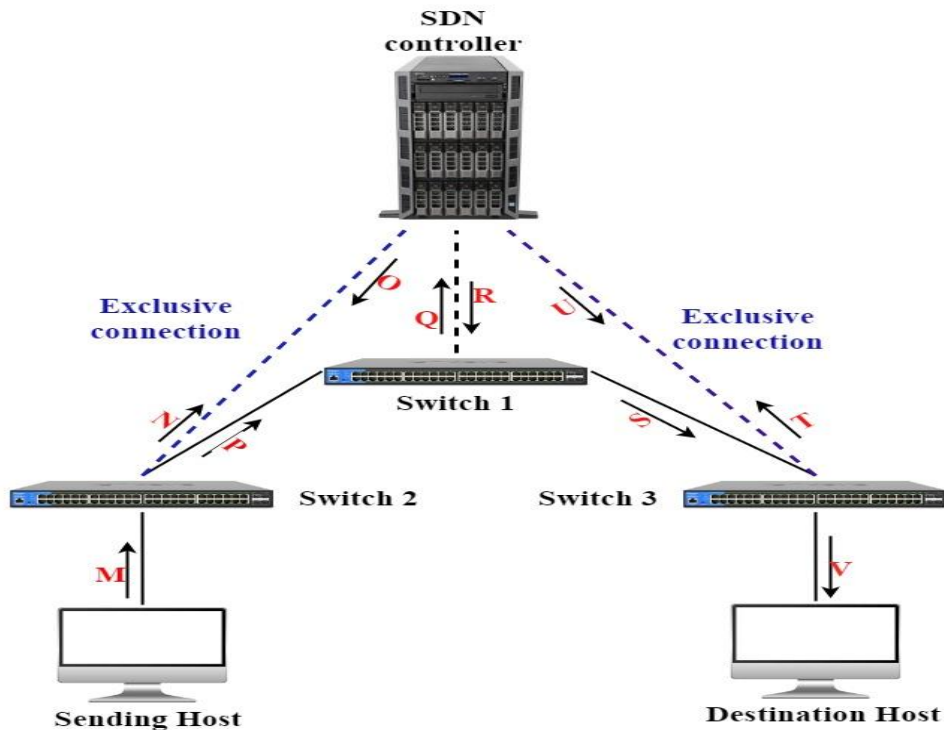 SDN
controller
O
Q
R
U
Exclusive
connection
Exclusive
connection
Switch 1
N
P
S
T
Switch 2
Switch 3
M
V
Sending Host
Destination Host